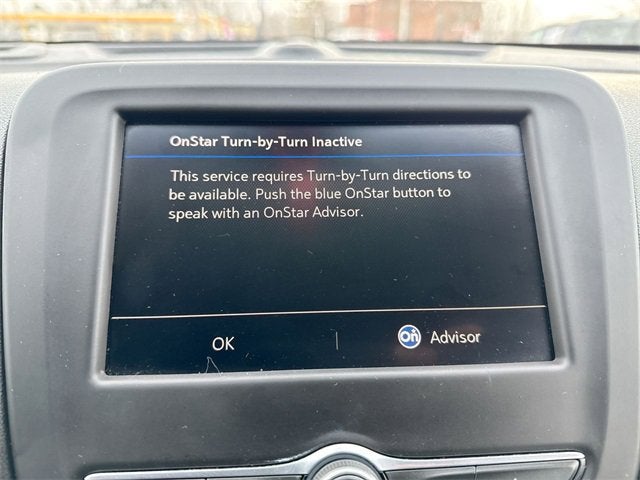 OnStar Turn-by-Turn Inactive
This service requires Turn-by-Turn directions to
be available. Push the blue OnStar button to
speak with an OnStar Advisor.
OK
On Advisor